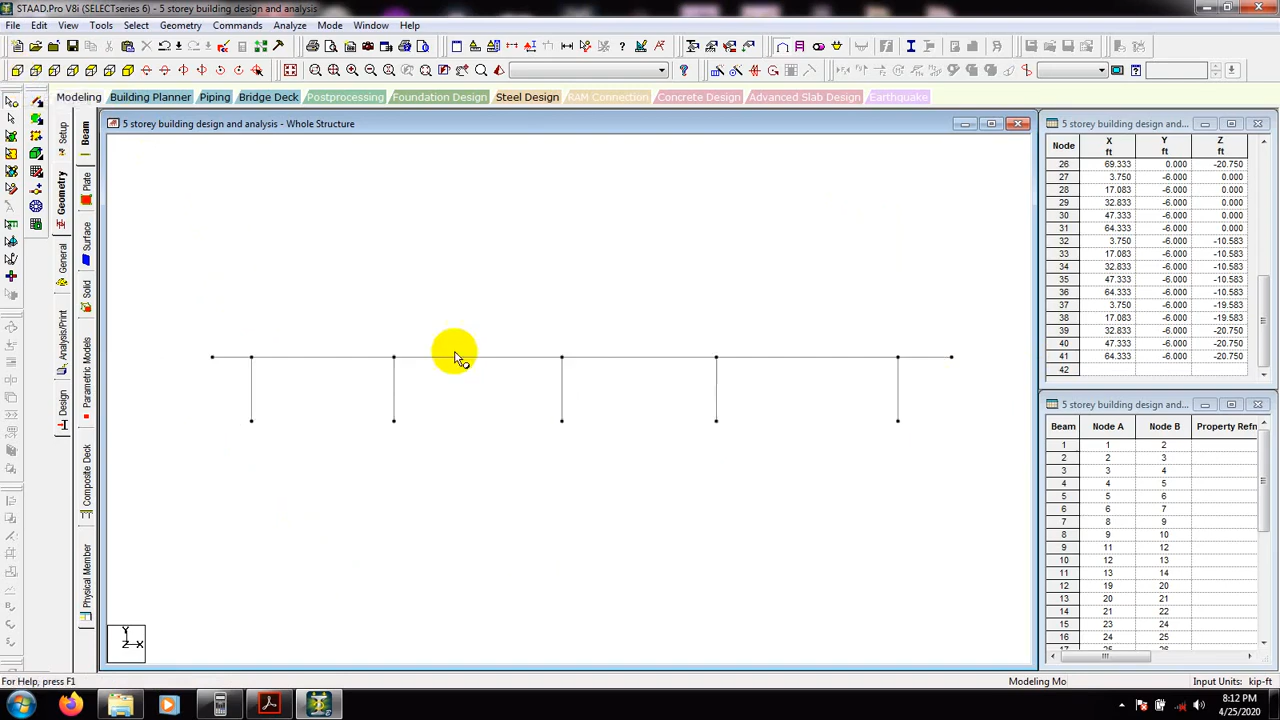 STAAD.Pro V8i (SELECTseries 6) - 5 storey building design and analysis
File Edit View Tools Select Geometry Commands Analyze Mode Window Help
Modeling Building Planner Piping Bridge Deck Postprocessing Foundation Design Steel Design RAM Connection Concrete Design Advanced Slab Design Earthquake
Setup
Geometry
General
Analysis/Print
Design
Beam
Plate
Surface
Solid
Parametric Models
Composite Deck
Physical Member
5 storey building design and analysis - Whole Structure
Y
Z X
5 storey building design and...
Node X ft Y ft Z ft
26 69.333 0.000 -20.750
27 3.750 -6.000 0.000
28 17.083 -6.000 0.000
29 32.833 -6.000 0.000
30 47.333 -6.000 0.000
31 64.333 -6.000 0.000
32 3.750 -6.000 -10.583
33 17.083 -6.000 -10.583
34 32.833 -6.000 -10.583
35 47.333 -6.000 -10.583
36 64.333 -6.000 -10.583
37 3.750 -6.000 -19.583
38 17.083 -6.000 -19.583
39 32.833 -6.000 -20.750
40 47.333 -6.000 -20.750
41 64.333 -6.000 -20.750
42
5 storey building design and...
Beam Node A Node B Property Refn
1 1 2
2 2 3
3 3 4
4 4 5
5 5 6
6 6 7
7 8 9
8 9 10
9 11 12
10 12 13
11 13 14
12 19 20
13 20 21
14 21 22
15 23 24
16 24 25
For Help, press F1
Modeling Mo
Input Units: kip-ft
8:12 PM
4/25/2020